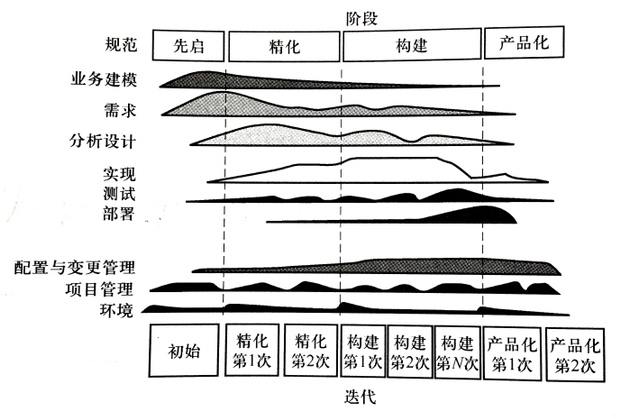 阶段
规范
先启 精化 构建 产品化
业务建模
需求
分析设计
实现
测试
部署
配置与变更管理
项目管理
环境
初始 精化 精化 构建 构建 构建 产品化 产品化
第1次 第2次 第1次 第2次 第N次 第1次 第2次
迭代